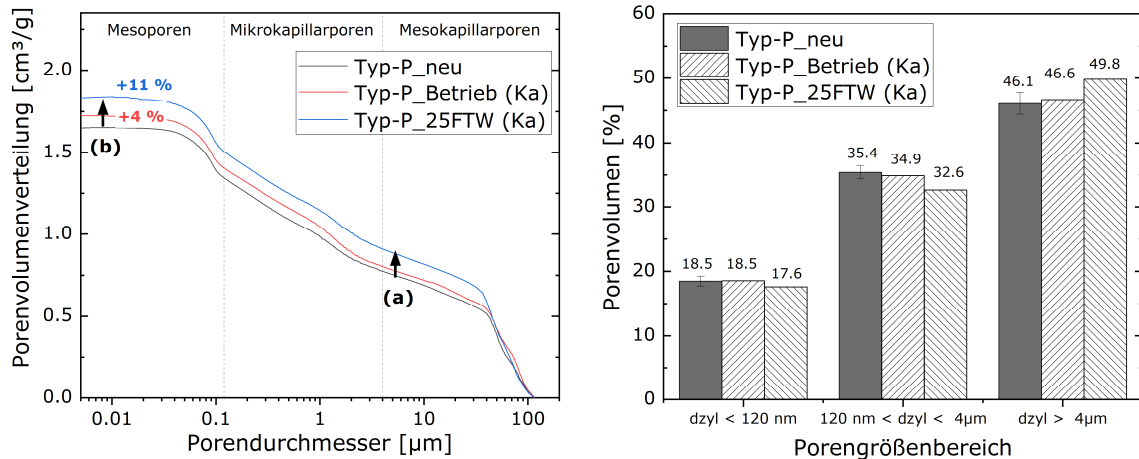 Mesoporen
Mikrokapillarporen
Mesokapillarporen
Typ-P_neu
Typ-P_Betrieb (Ka)
Typ-P_25FTW (Ka)
+11 %
+4 %
(b)
(a)
Porenvolumenverteilung [cm³/g]
2.0
1.5
1.0
0.5
0.0
0.01
0.1
1
10
100
Porendurchmesser [µm]
Typ-P_neu
Typ-P_Betrieb (Ka)
Typ-P_25FTW (Ka)
Porenvolumen [%]
60
50
40
30
20
10
0
18.5
18.5
17.6
35.4
34.9
32.6
46.1
46.6
49.8
dzyl < 120 nm
120 nm < dzyl < 4µm
dzyl > 4µm
Porengrößenbereich